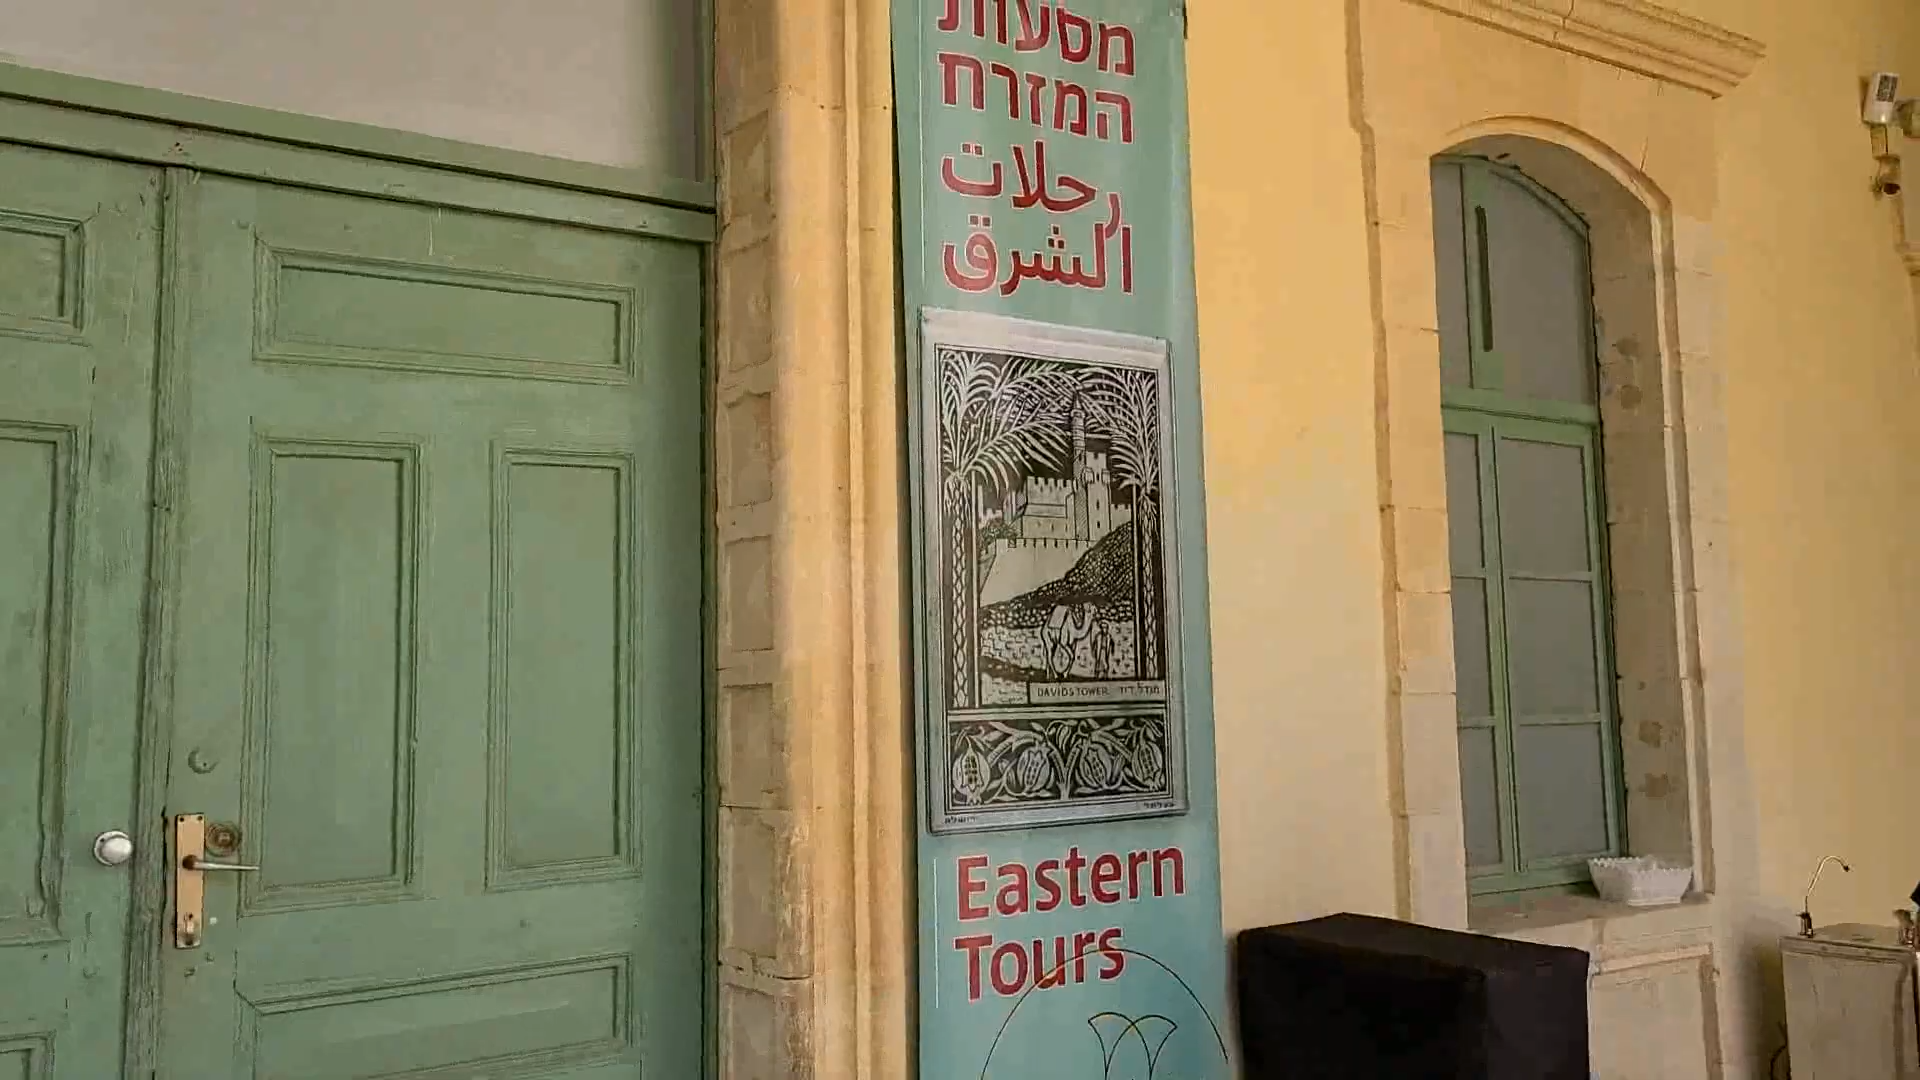 מסעות
המזרח
رحلات
الشرق
DAVIDS TOWER מגדל דוד
Eastern
Tours